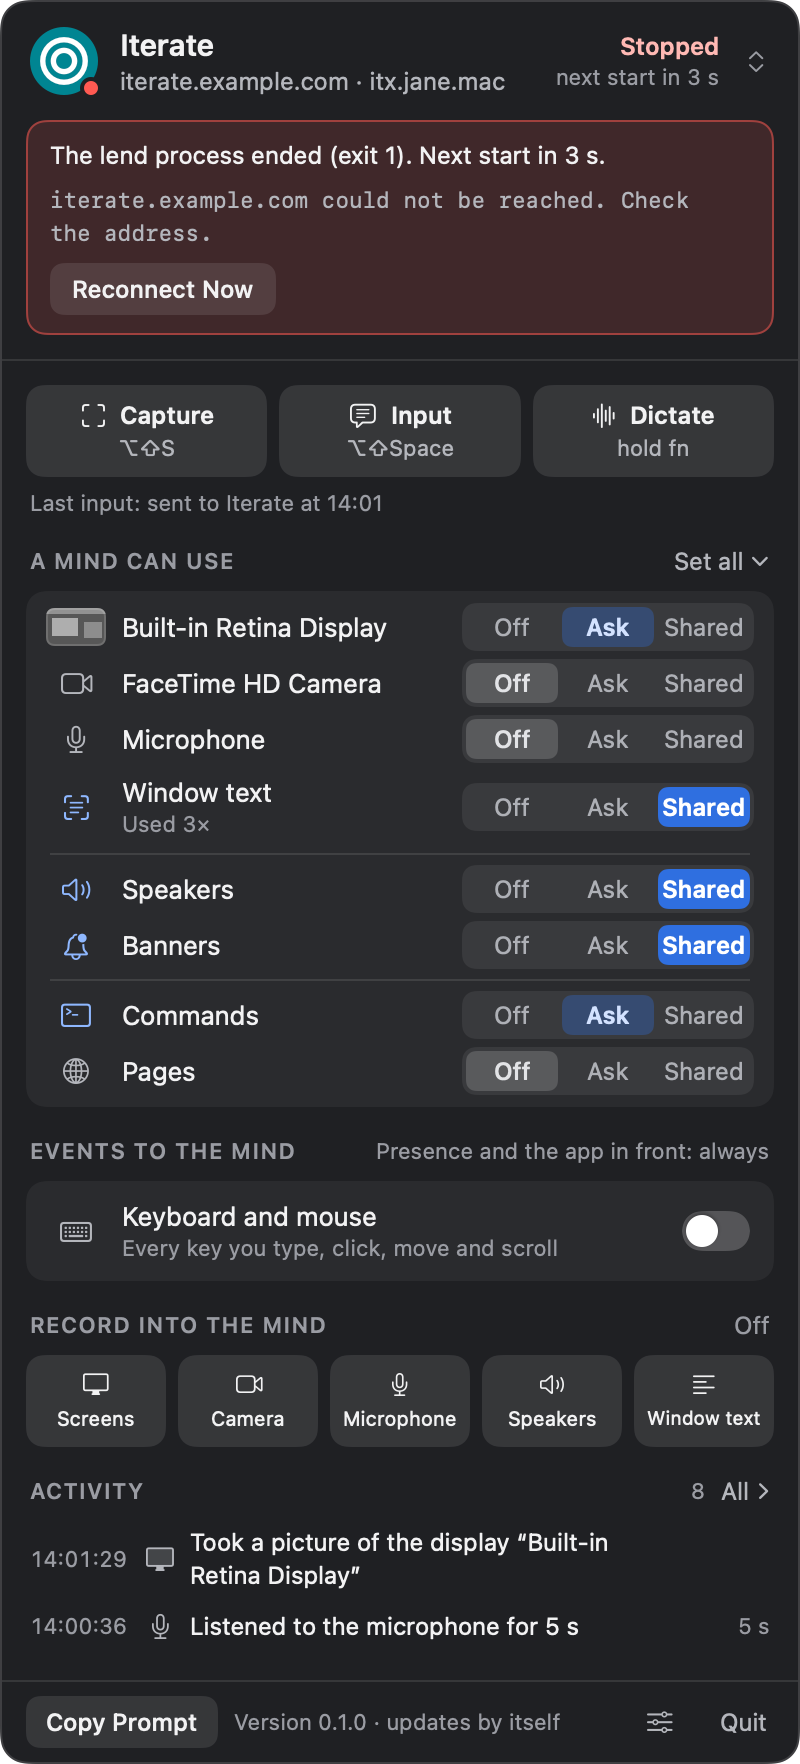 Iterate
iterate.example.com · itx.jane.mac
Stopped
next start in 3 s
The lend process ended (exit 1). Next start in 3 s.
iterate.example.com could not be reached. Check
the address.
Reconnect Now
Capture
⌥⇧S
Input
⌥⇧Space
Dictate
hold fn
Last input: sent to Iterate at 14:01
A MIND CAN USE
Set all
Built-in Retina Display
Off Ask Shared
FaceTime HD Camera
Off Ask Shared
Microphone
Off Ask Shared
Window text
Used 3×
Off Ask Shared
Speakers
Off Ask Shared
Banners
Off Ask Shared
Commands
Off Ask Shared
Pages
Off Ask Shared
EVENTS TO THE MIND
Presence and the app in front: always
Keyboard and mouse
Every key you type, click, move and scroll
RECORD INTO THE MIND
Off
Screens
Camera
Microphone
Speakers
Window text
ACTIVITY
8 All
14:01:29
Took a picture of the display “Built-in
Retina Display”
14:00:36
Listened to the microphone for 5 s
5 s
Copy Prompt
Version 0.1.0 · updates by itself
Quit